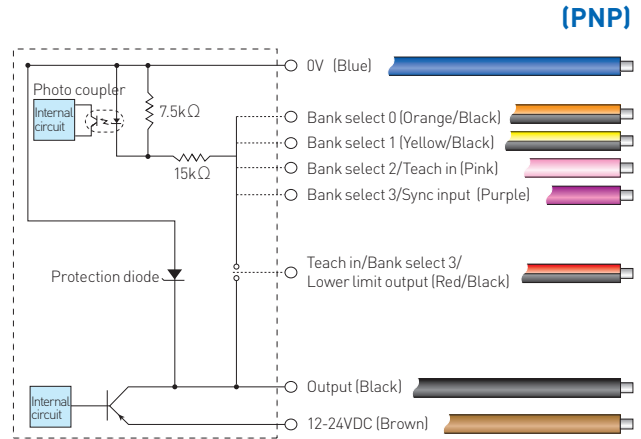 (PNP)
0V (Blue)
Photo coupler
Internal
circuit
7.5kΩ
Bank select 0 (Orange/Black)
Bank select 1 (Yellow/Black)
Bank select 2/Teach in (Pink)
15kΩ
Bank select 3/Sync input (Purple)
Teach in/Bank select 3/
Lower limit output (Red/Black)
Protection diode
Output (Black)
Internal
circuit
12-24VDC (Brown)